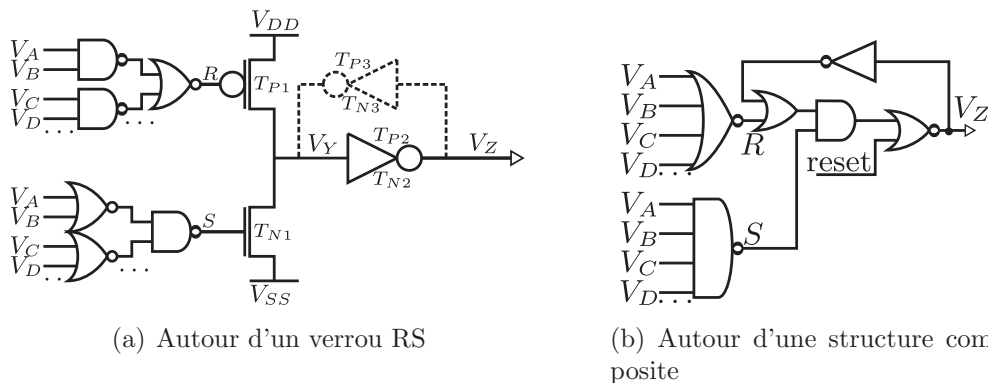 V_DD
V_A
V_B
V_C
V_D
. . .
. . .
R
T_P1
T_P3
T_N3
V_Y
T_P2
T_N2
V_Z
V_A
V_B
V_C
V_D
. . .
. . .
S
T_N1
V_SS
(a) Autour d'un verrou RS
V_A
V_B
V_C
V_D
. . .
R
reset
V_Z
V_A
V_B
V_C
V_D
. . .
S
(b) Autour d'une structure com
posite